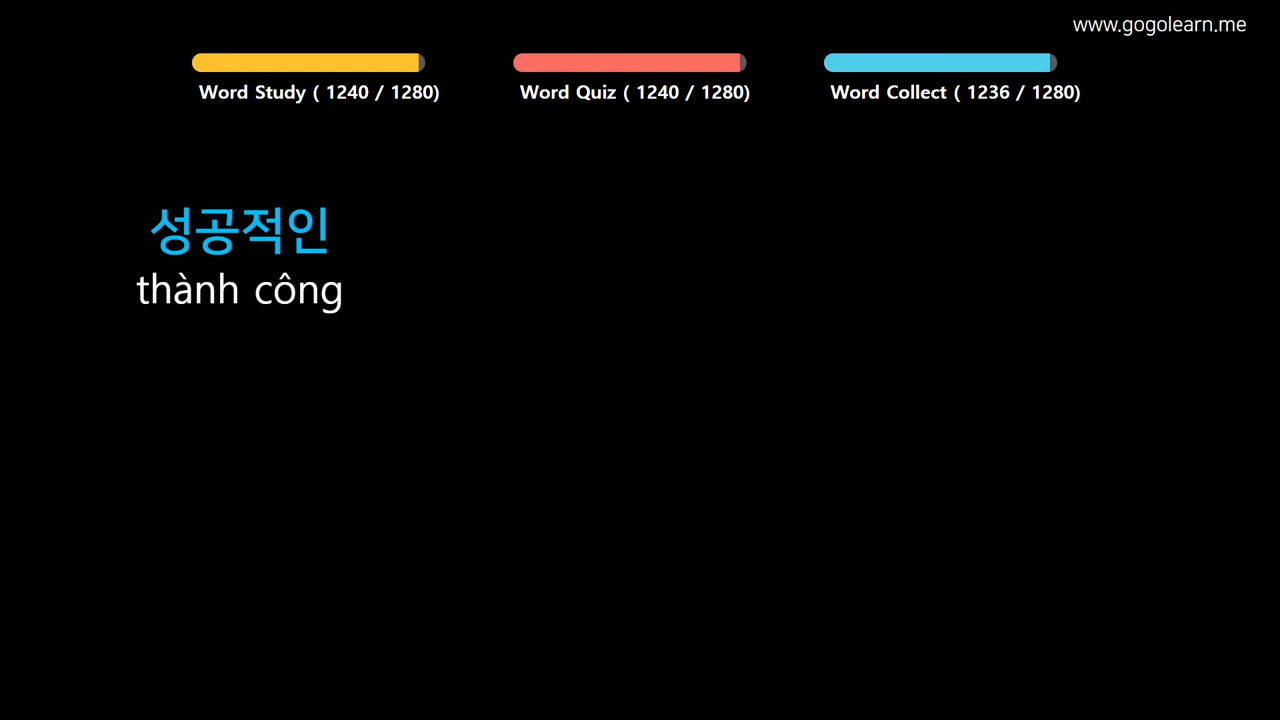 www.gogolearn.me
Word Study ( 1240 / 1280)
Word Quiz ( 1240 / 1280)
Word Collect ( 1236 / 1280)
성공적인
thành công